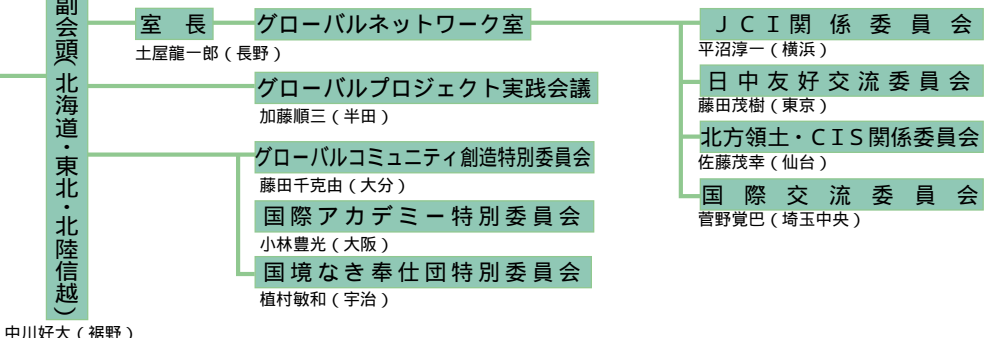 副会頭(北海道・東北・北陸信越)
中川好大(裾野)
室長
土屋龍一郎(長野)
グローバルネットワーク室
JCI関係委員会
平沼淳一(横浜)
日中友好交流委員会
藤田茂樹(東京)
北方領土・CIS関係委員会
佐藤茂幸(仙台)
国際交流委員会
菅野覚巴(埼玉中央)
グローバルプロジェクト実践会議
加藤順三(半田)
グローバルコミュニティ創造特別委員会
藤田千克由(大分)
国際アカデミー特別委員会
小林豊光(大阪)
国境なき奉仕団特別委員会
植村敏和(宇治)